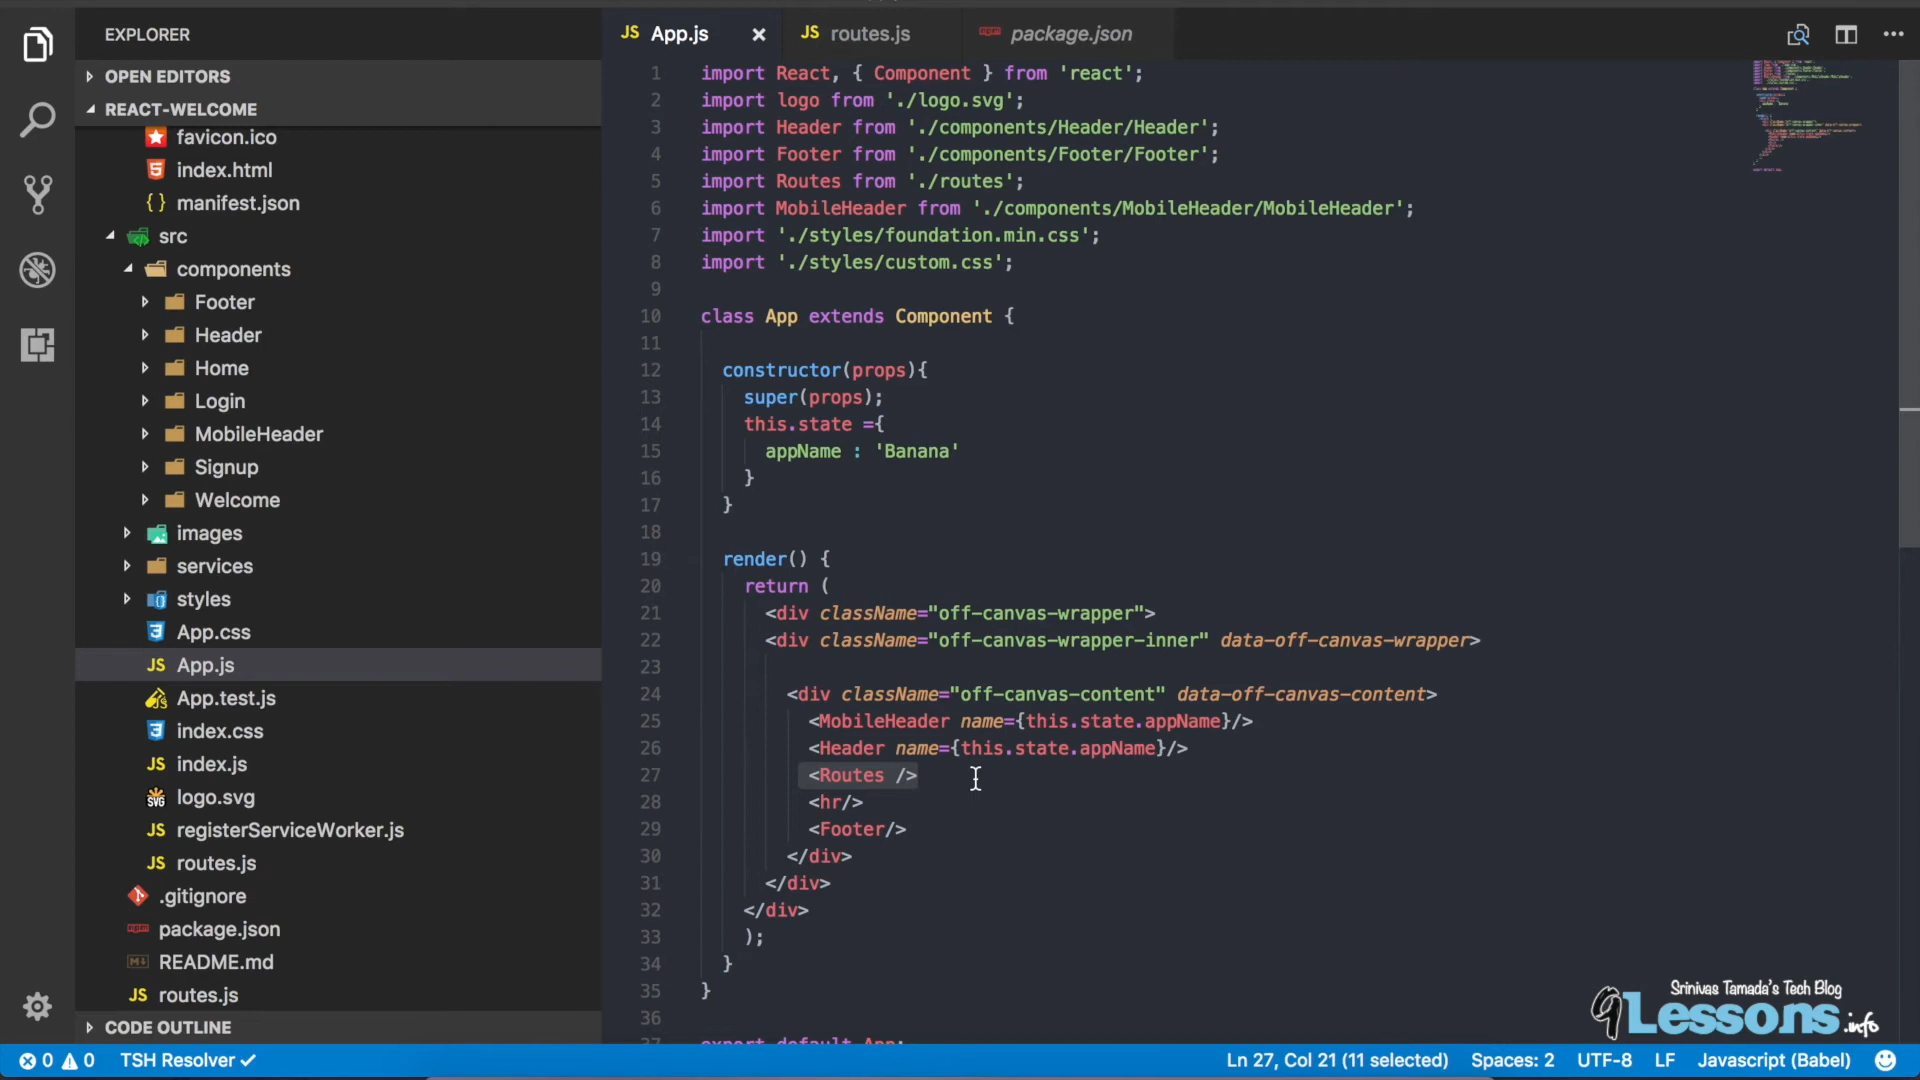 EXPLORER
OPEN EDITORS
REACT-WELCOME
favicon.ico
index.html
{ } manifest.json
src
components
Footer
Header
Home
Login
MobileHeader
Signup
Welcome
images
services
styles
App.css
JS App.js
App.test.js
index.css
JS index.js
SVG logo.svg
JS registerServiceWorker.js
JS routes.js
.gitignore
package.json
README.md
JS routes.js
CODE OUTLINE
JS App.js × JS routes.js package.json
1 import React, { Component } from 'react';
2 import logo from './logo.svg';
3 import Header from './components/Header/Header';
4 import Footer from './components/Footer/Footer';
5 import Routes from './routes';
6 import MobileHeader from './components/MobileHeader/MobileHeader';
7 import './styles/foundation.min.css';
8 import './styles/custom.css';
9
10 class App extends Component {
11
12 constructor(props){
13 super(props);
14 this.state ={
15 appName : 'Banana'
16 }
17 }
18
19 render() {
20 return (
21 <div className="off-canvas-wrapper">
22 <div className="off-canvas-wrapper-inner" data-off-canvas-wrapper>
23
24 <div className="off-canvas-content" data-off-canvas-content>
25 <MobileHeader name={this.state.appName}/>
26 <Header name={this.state.appName}/>
27 <Routes />
28 <hr/>
29 <Footer/>
30 </div>
31 </div>
32 </div>
33 );
34 }
35 }
36
37 export default App;
Srinivas Tamada's Tech Blog
9Lessons.info
0 0 TSH Resolver ✓ Ln 27, Col 21 (11 selected) Spaces: 2 UTF-8 LF Javascript (Babel)